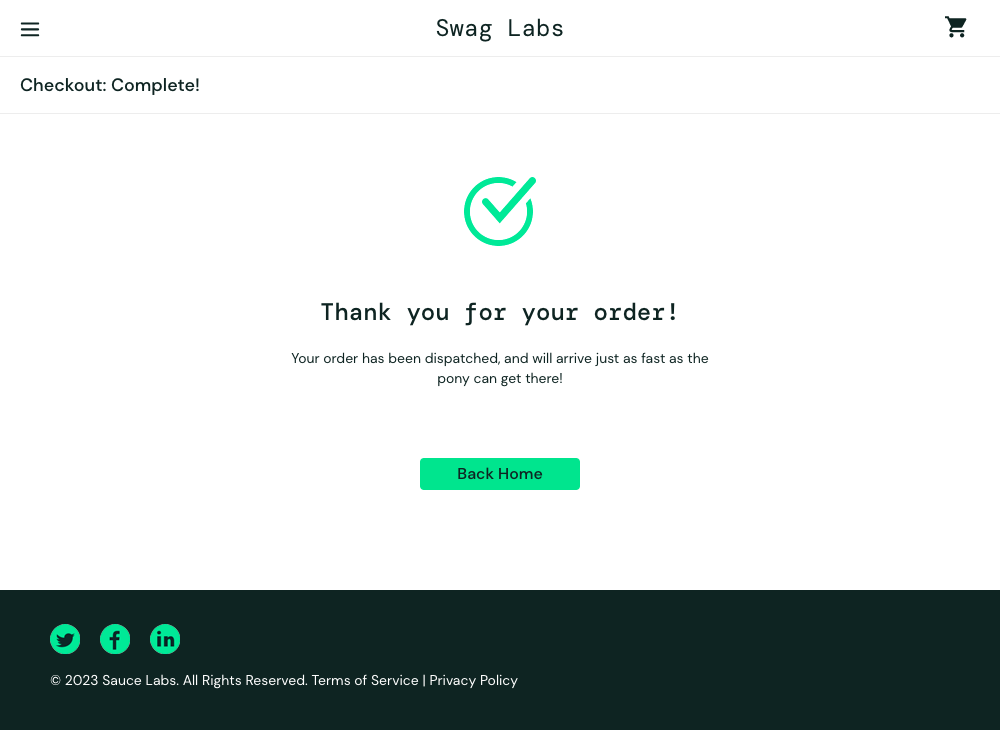 Swag Labs
Checkout: Complete!
Thank you for your order!
Your order has been dispatched, and will arrive just as fast as the
pony can get there!
Back Home
© 2023 Sauce Labs. All Rights Reserved. Terms of Service | Privacy Policy